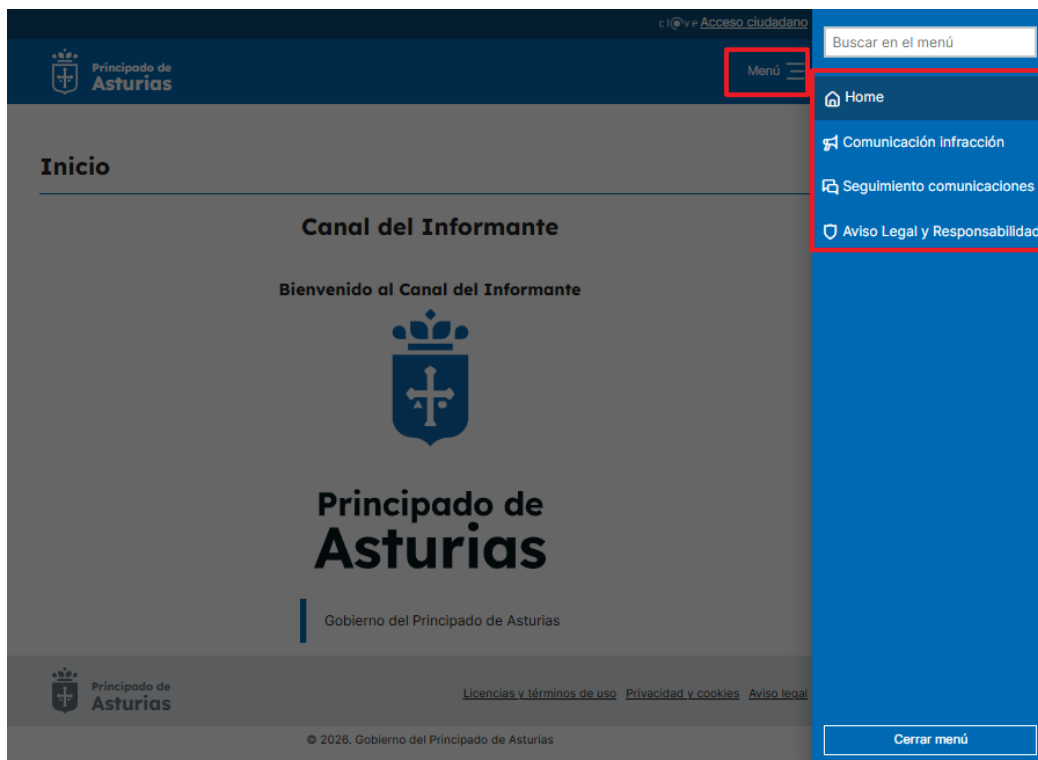 cl@ve Acceso ciudadano
Principado de
Asturias
Menú
Buscar en el menú
Home
Comunicación infracción
Seguimiento comunicaciones
Aviso Legal y Responsabilidad
Inicio
Canal del Informante
Bienvenido al Canal del Informante
Principado de
Asturias
Gobierno del Principado de Asturias
Principado de
Asturias
Licencias y términos de uso Privacidad y cookies Aviso legal
© 2026. Gobierno del Principado de Asturias
Cerrar menú